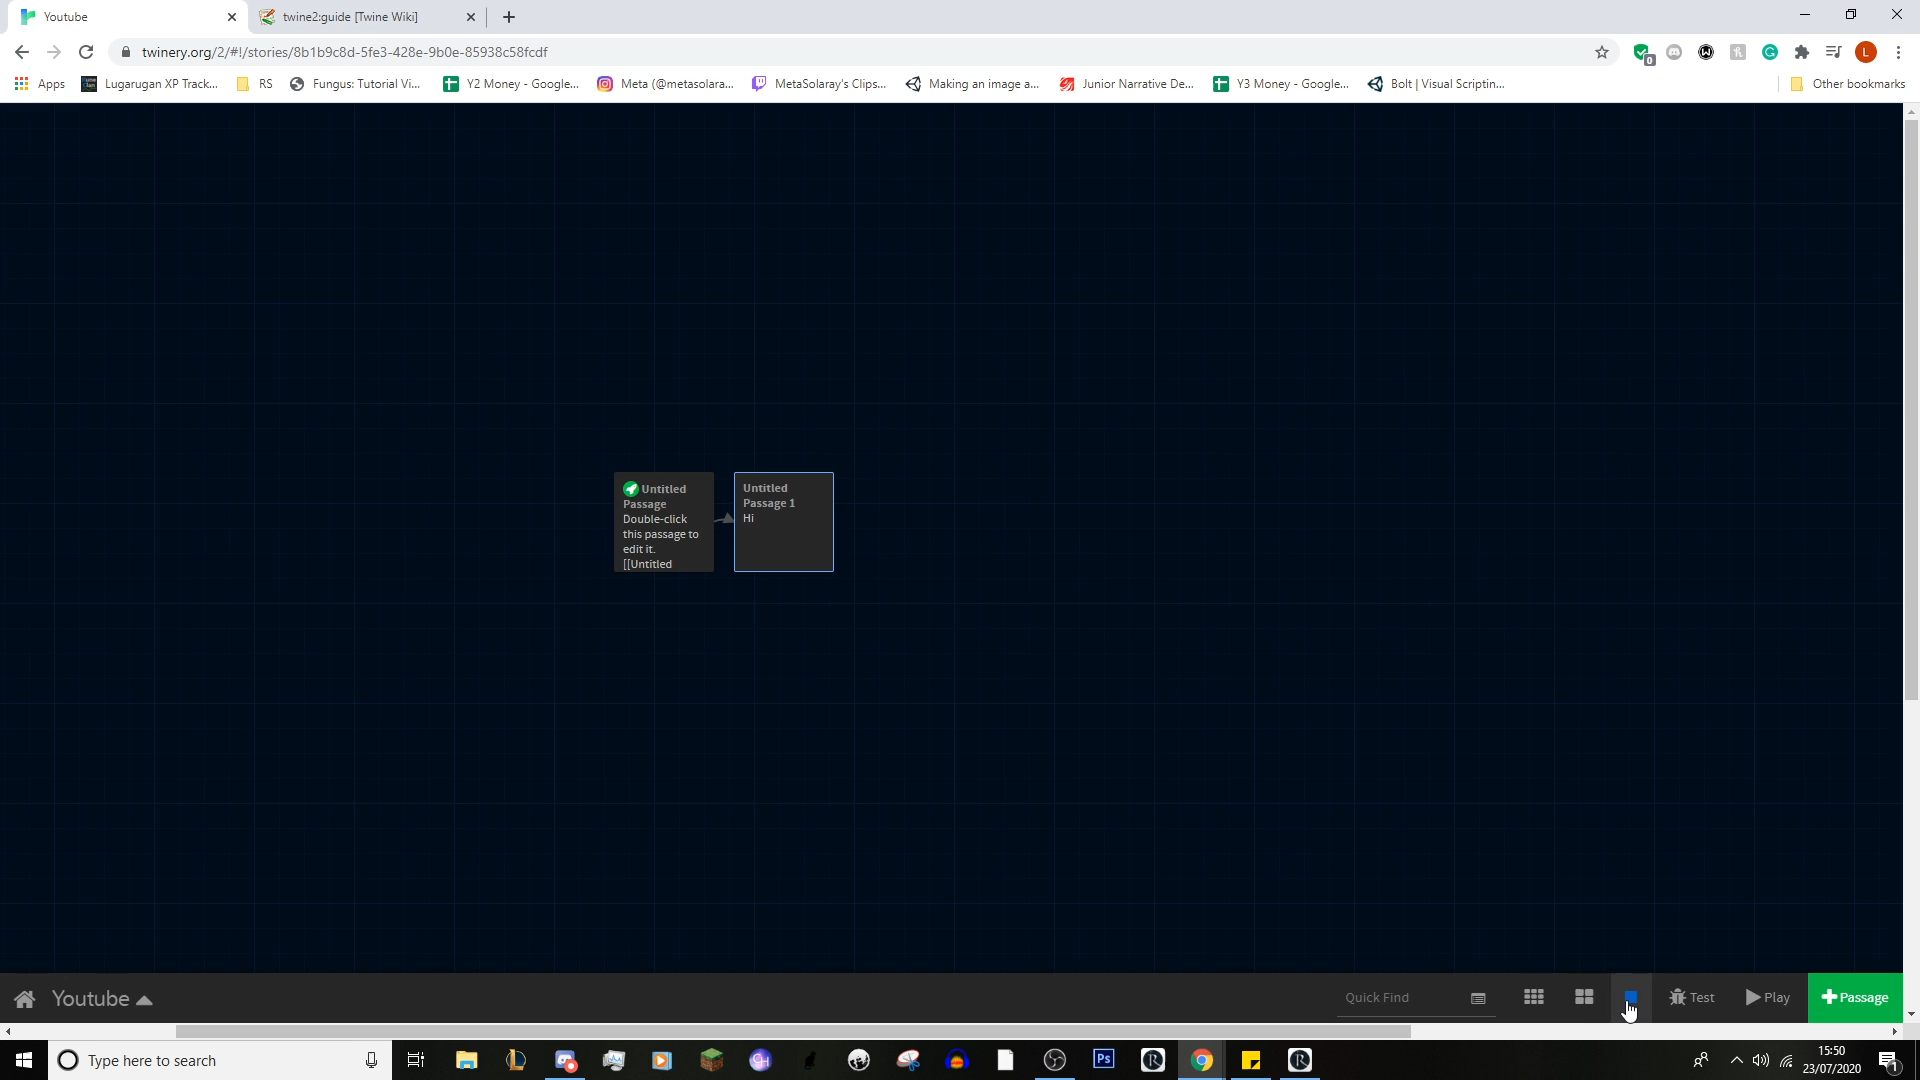 Youtube
twine2:guide [Twine Wiki]
twinery.org/2/#!/stories/8b1b9c8d-5fe3-428e-9b0e-85938c58fcdf
0
L
Apps
Lugarugan XP Track...
RS
Fungus: Tutorial Vi...
Y2 Money - Google...
Meta (@metasolara...
MetaSolaray's Clips...
Making an image a...
Junior Narrative De...
Y3 Money - Google...
Bolt | Visual Scriptin...
Other bookmarks
Untitled
Passage
Double-click
this passage to
edit it.
[[Untitled
Untitled
Passage 1
Hi
Youtube
Quick Find
Test
Play
Passage
Type here to search
Ps
15:50
23/07/2020
1